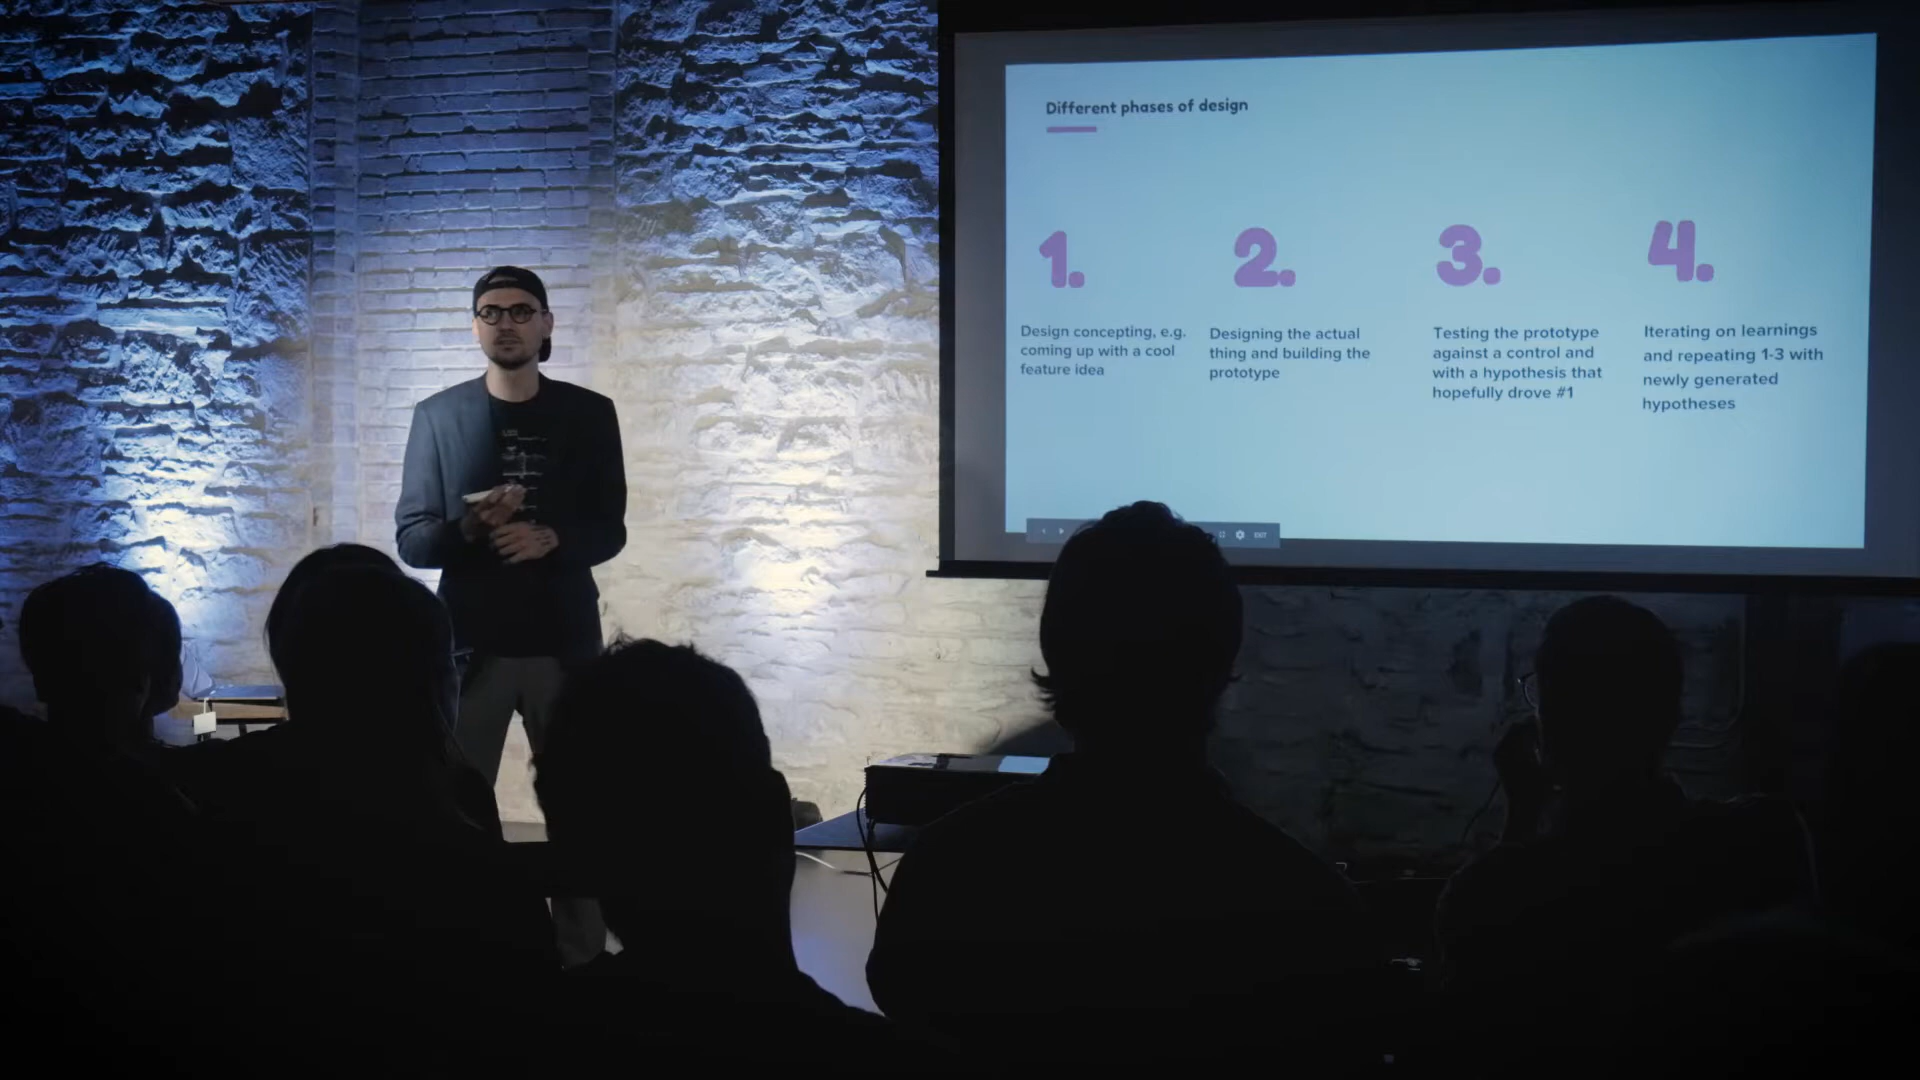 Different phases of design
1.
Design concepting, e.g.
coming up with a cool
feature idea
2.
Designing the actual
thing and building the
prototype
3.
Testing the prototype
against a control and
with a hypothesis that
hopefully drove #1
4.
Iterating on learnings
and repeating 1-3 with
newly generated
hypotheses
EXIT